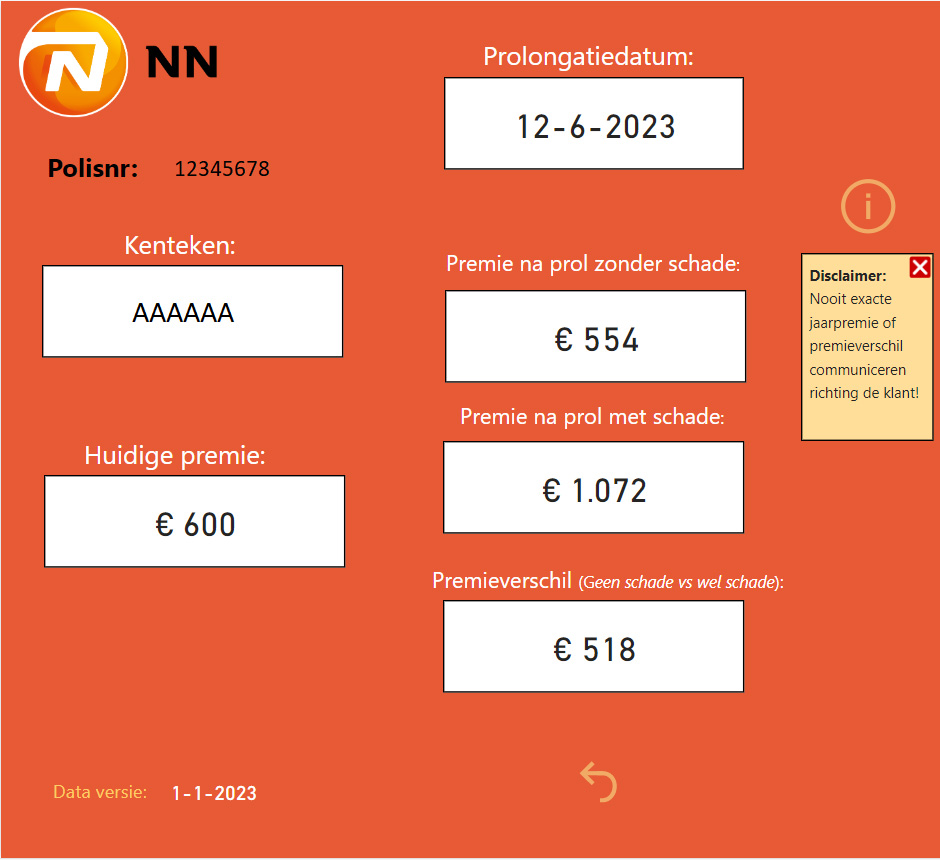 NN
Polisnr: 12345678
Kenteken:
AAAAAA
Huidige premie:
€ 600
Prolongatiedatum:
12-6-2023
Premie na prol zonder schade:
€ 554
Premie na prol met schade:
€ 1.072
Premieverschil (Geen schade vs wel schade):
€ 518
i
Disclaimer:
Nooit exacte
jaarpremie of
premieverschil
communiceren
richting de klant!
Data versie: 1-1-2023